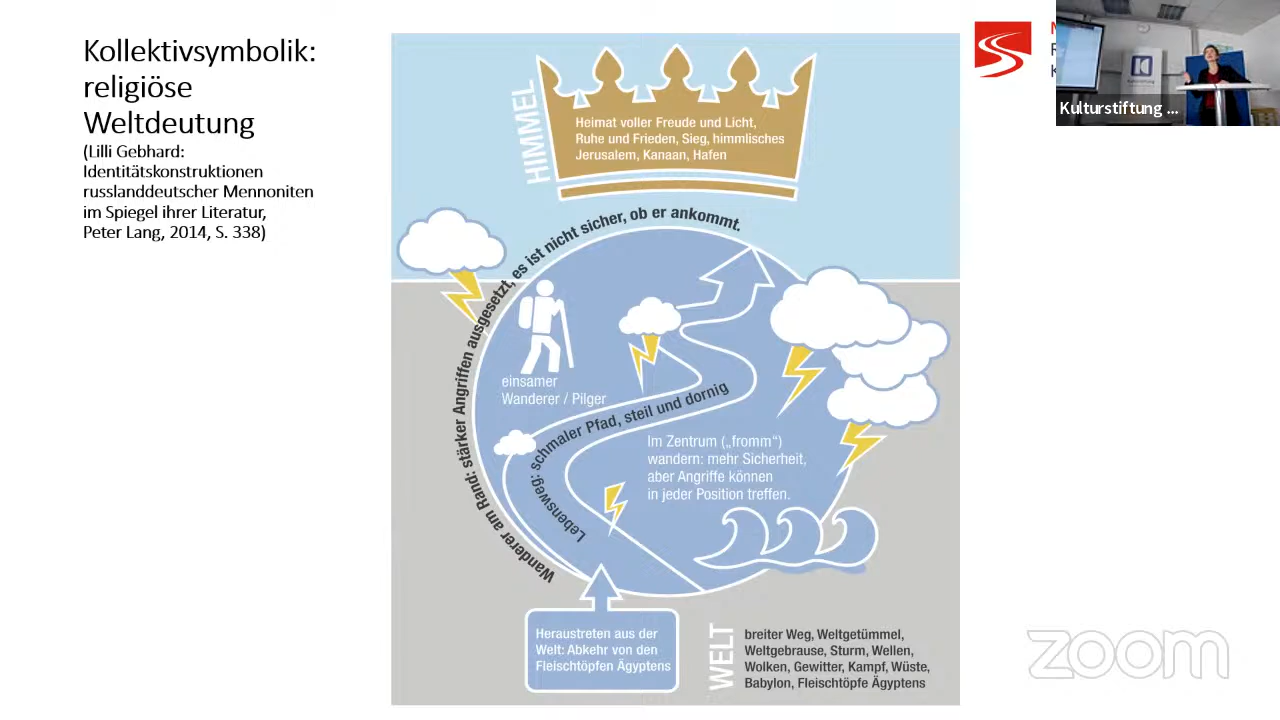 Kollektivsymbolik:
religiöse
Weltdeutung
(Lilli Gebhard:
Identitätskonstruktionen
russlanddeutscher Mennoniten
im Spiegel ihrer Literatur,
Peter Lang, 2014, S. 338)
HIMMEL
Heimat voller Freude und Licht,
Ruhe und Frieden, Sieg, himmlisches
Jerusalem, Kanaan, Hafen
Wanderer am Rand: stärker Angriffen ausgesetzt, es ist nicht sicher, ob er ankommt.
einsamer
Wanderer / Pilger
Lebensweg: schmaler Pfad, steil und dornig
Im Zentrum („fromm“)
wandern: mehr Sicherheit,
aber Angriffe können
in jeder Position treffen.
Heraustreten aus der
Welt: Abkehr von den
Fleischtöpfen Ägyptens
WELT
breiter Weg, Weltgetümmel,
Weltgebrause, Sturm, Wellen,
Wolken, Gewitter, Kampf, Wüste,
Babylon, Fleischtöpfe Ägyptens
Kulturstiftung ...
zoom